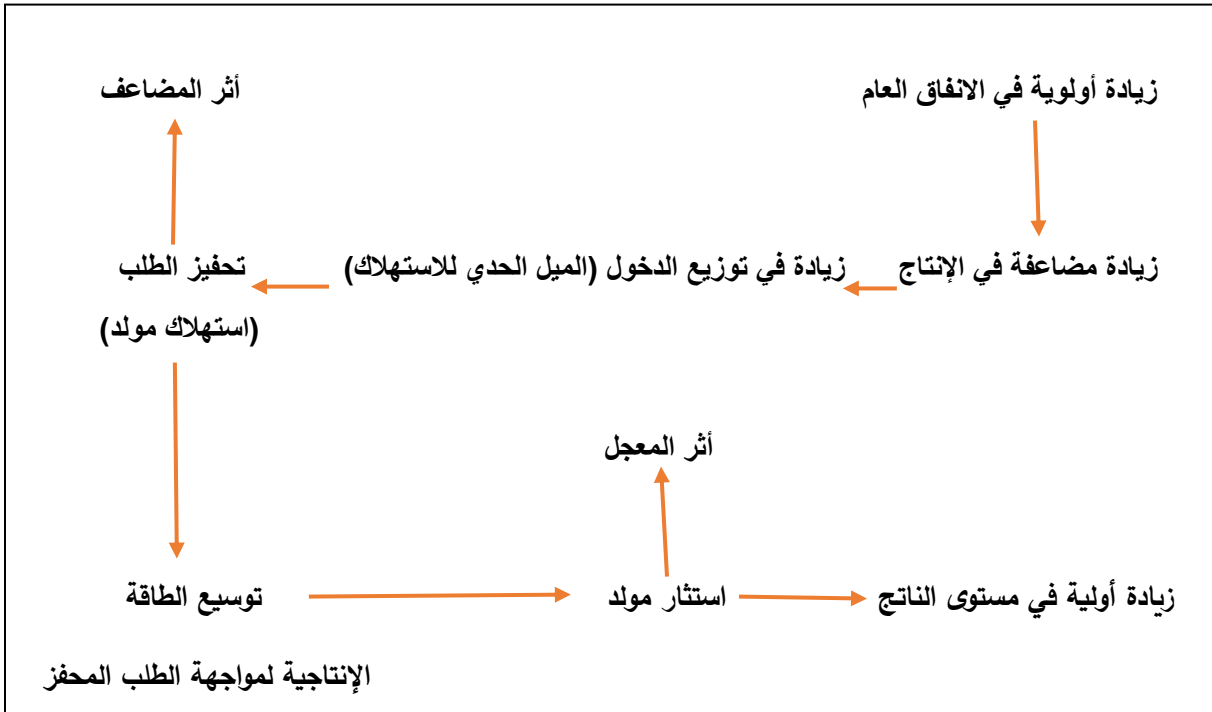 زيادة أولوية في الانفاق العام
أثر المضاعف
زيادة مضاعفة في الإنتاج
زيادة في توزيع الدخول (الميل الحدي للاستهلاك)
تحفيز الطلب
(استهلاك مولد)
أثر المعجل
زيادة أولية في مستوى الناتج
استثار مولد
توسيع الطاقة
الإنتاجية لمواجهة الطلب المحفز